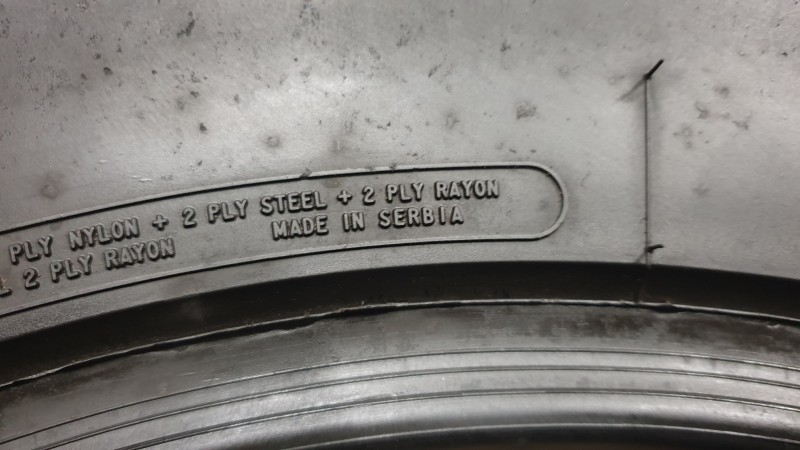 PLY NYLON + 2 PLY STEEL + 2 PLY RAYON
2 PLY RAYON
MADE IN SERBIA